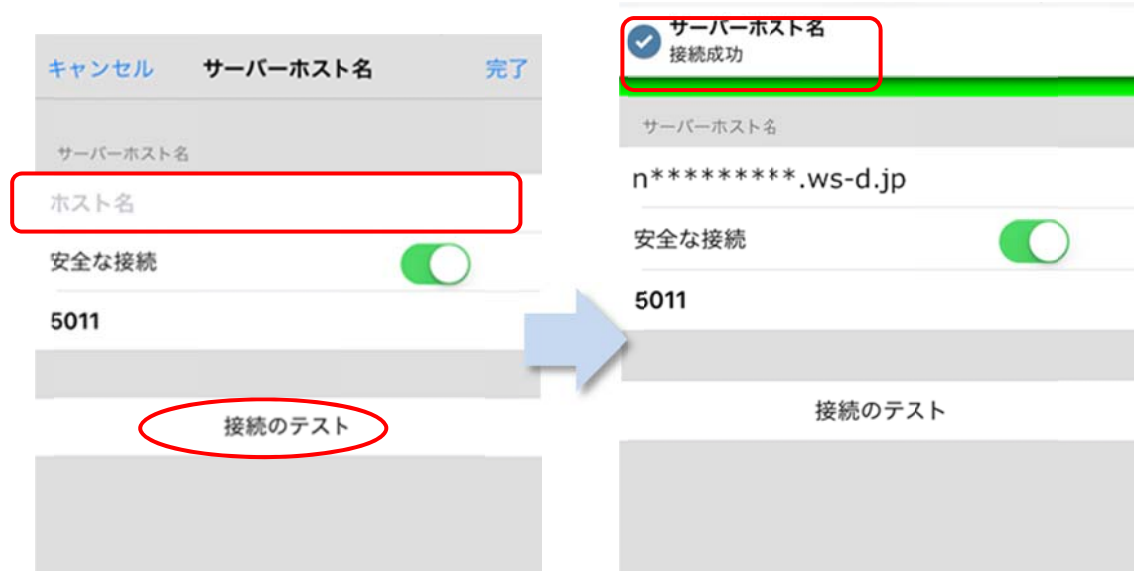 キャンセル サーバーホスト名 完了
サーバーホスト名
ホスト名
安全な接続
5011
接続のテスト
サーバーホスト名
接続成功
サーバーホスト名
n*********.ws-d.jp
安全な接続
5011
接続のテスト